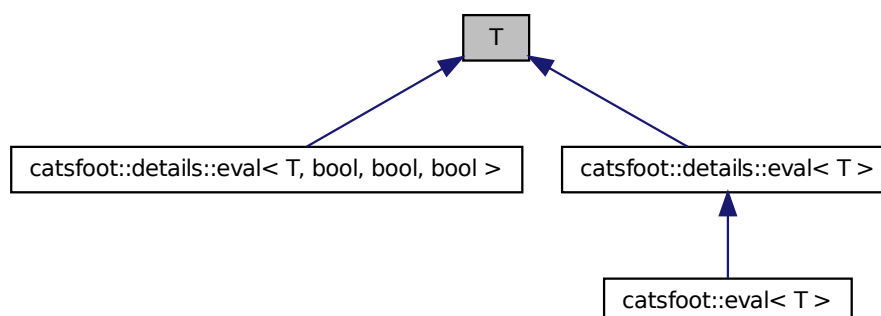 T
catsfoot::details::eval< T, bool, bool, bool >
catsfoot::details::eval< T >
catsfoot::eval< T >